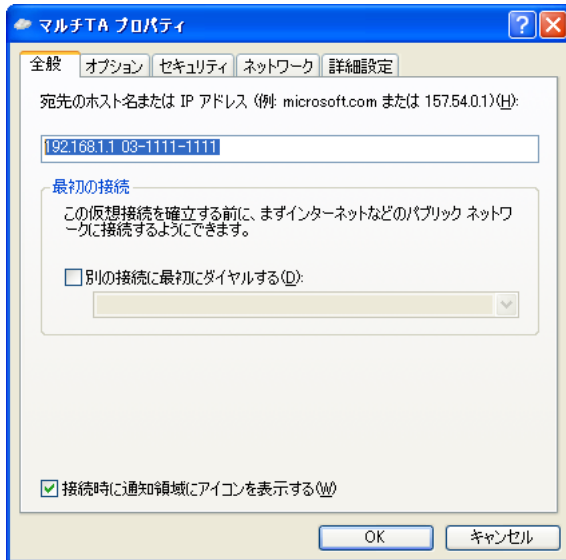 マルチTA プロパティ
全般 オプション セキュリティ ネットワーク 詳細設定
宛先のホスト名または IP アドレス (例: microsoft.com または 157.54.0.1)(H):
192.168.1.1 03-1111-1111
最初の接続
この仮想接続を確立する前に、まずインターネットなどのパブリック ネットワ
ークに接続するようにできます。
別の接続に最初にダイヤルする(D):
接続時に通知領域にアイコンを表示する(W)
OK キャンセル